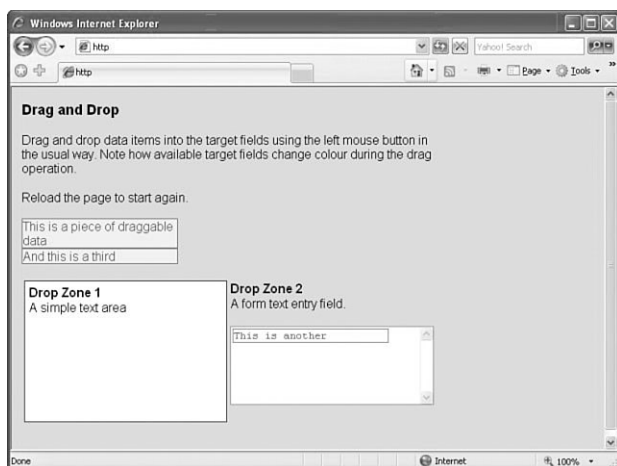 Windows Internet Explorer
http
Yahoo! Search
http
Page
Tools
Drag and Drop
Drag and drop data items into the target fields using the left mouse button in
the usual way. Note how available target fields change colour during the drag
operation.
Reload the page to start again.
This is a piece of draggable
data
And this is a third
Drop Zone 1
A simple text area
Drop Zone 2
A form text entry field.
This is another
Done
Internet
100%